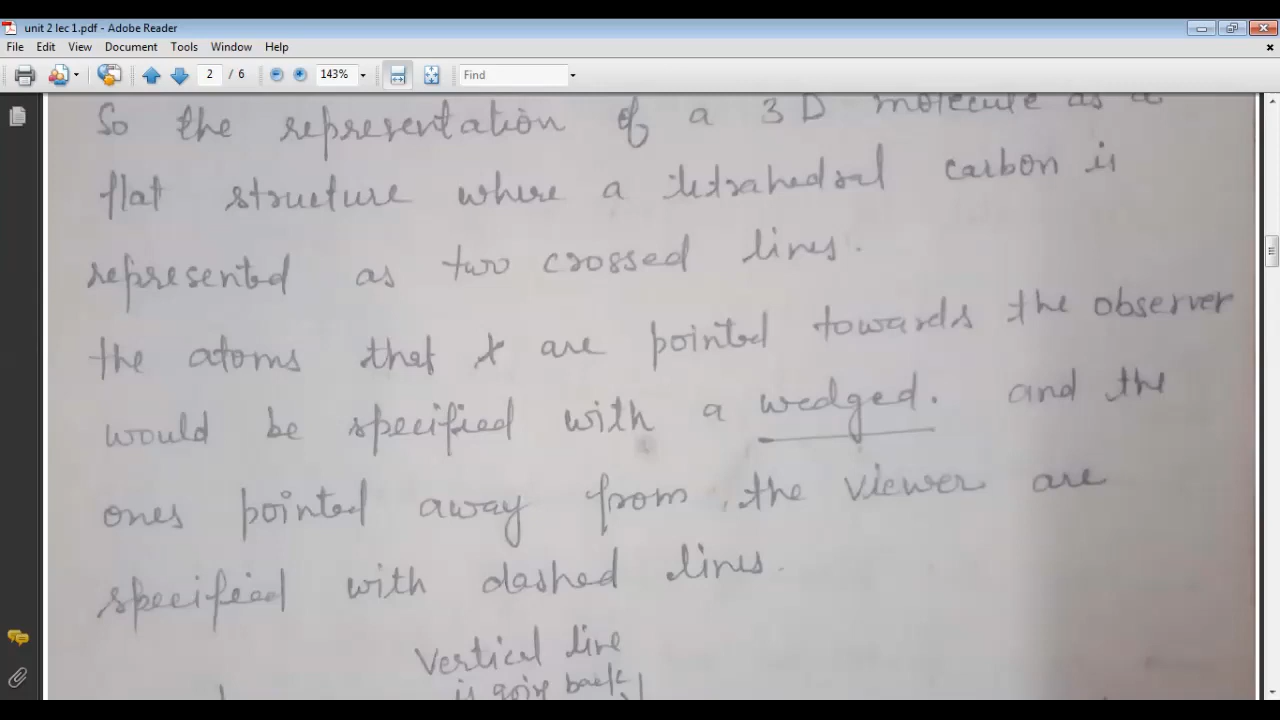 unit 2 lec 1.pdf - Adobe Reader
File Edit View Document Tools Window Help
2 / 6 143% Find
So the representation of a 3D molecule as a
flat structure where a tetrahedral carbon is
represented as two crossed lines.
the atoms that are pointed towards the observer
would be specified with a wedged. and the
ones pointed away from the viewer are
specified with dashed lines.
Vertical line
is going back